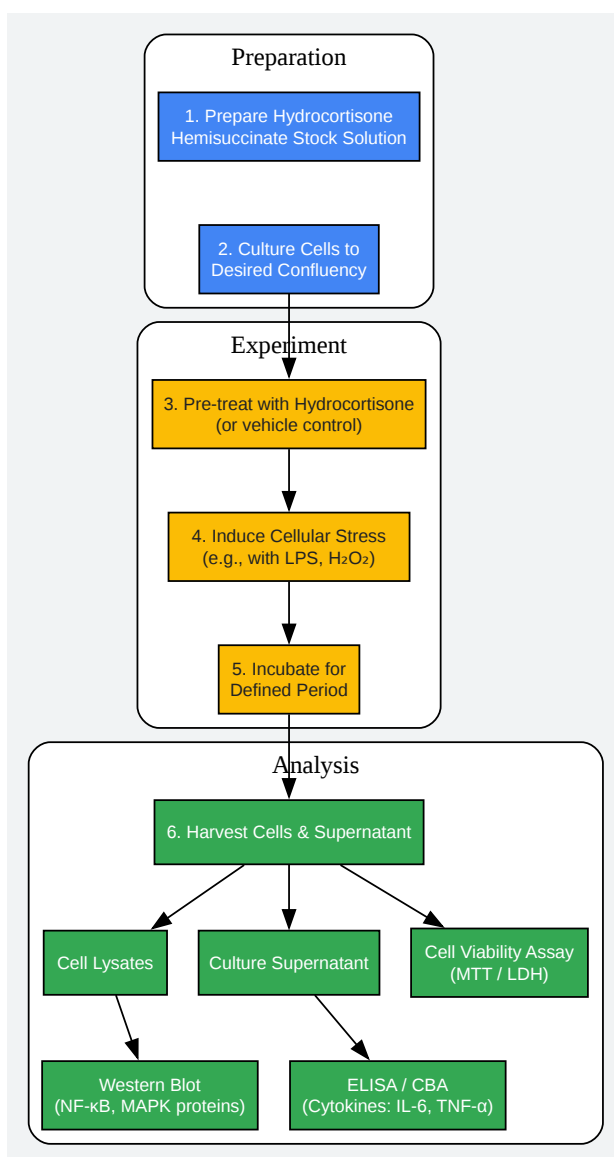 Preparation
1. Prepare Hydrocortisone
Hemisuccinate Stock Solution
2. Culture Cells to
Desired Confluency
Experiment
3. Pre-treat with Hydrocortisone
(or vehicle control)
4. Induce Cellular Stress
(e.g., with LPS, H₂O₂)
5. Incubate for
Defined Period
Analysis
6. Harvest Cells & Supernatant
Cell Lysates
Culture Supernatant
Cell Viability Assay
(MTT / LDH)
Western Blot
(NF-κB, MAPK proteins)
ELISA / CBA
(Cytokines: IL-6, TNF-α)